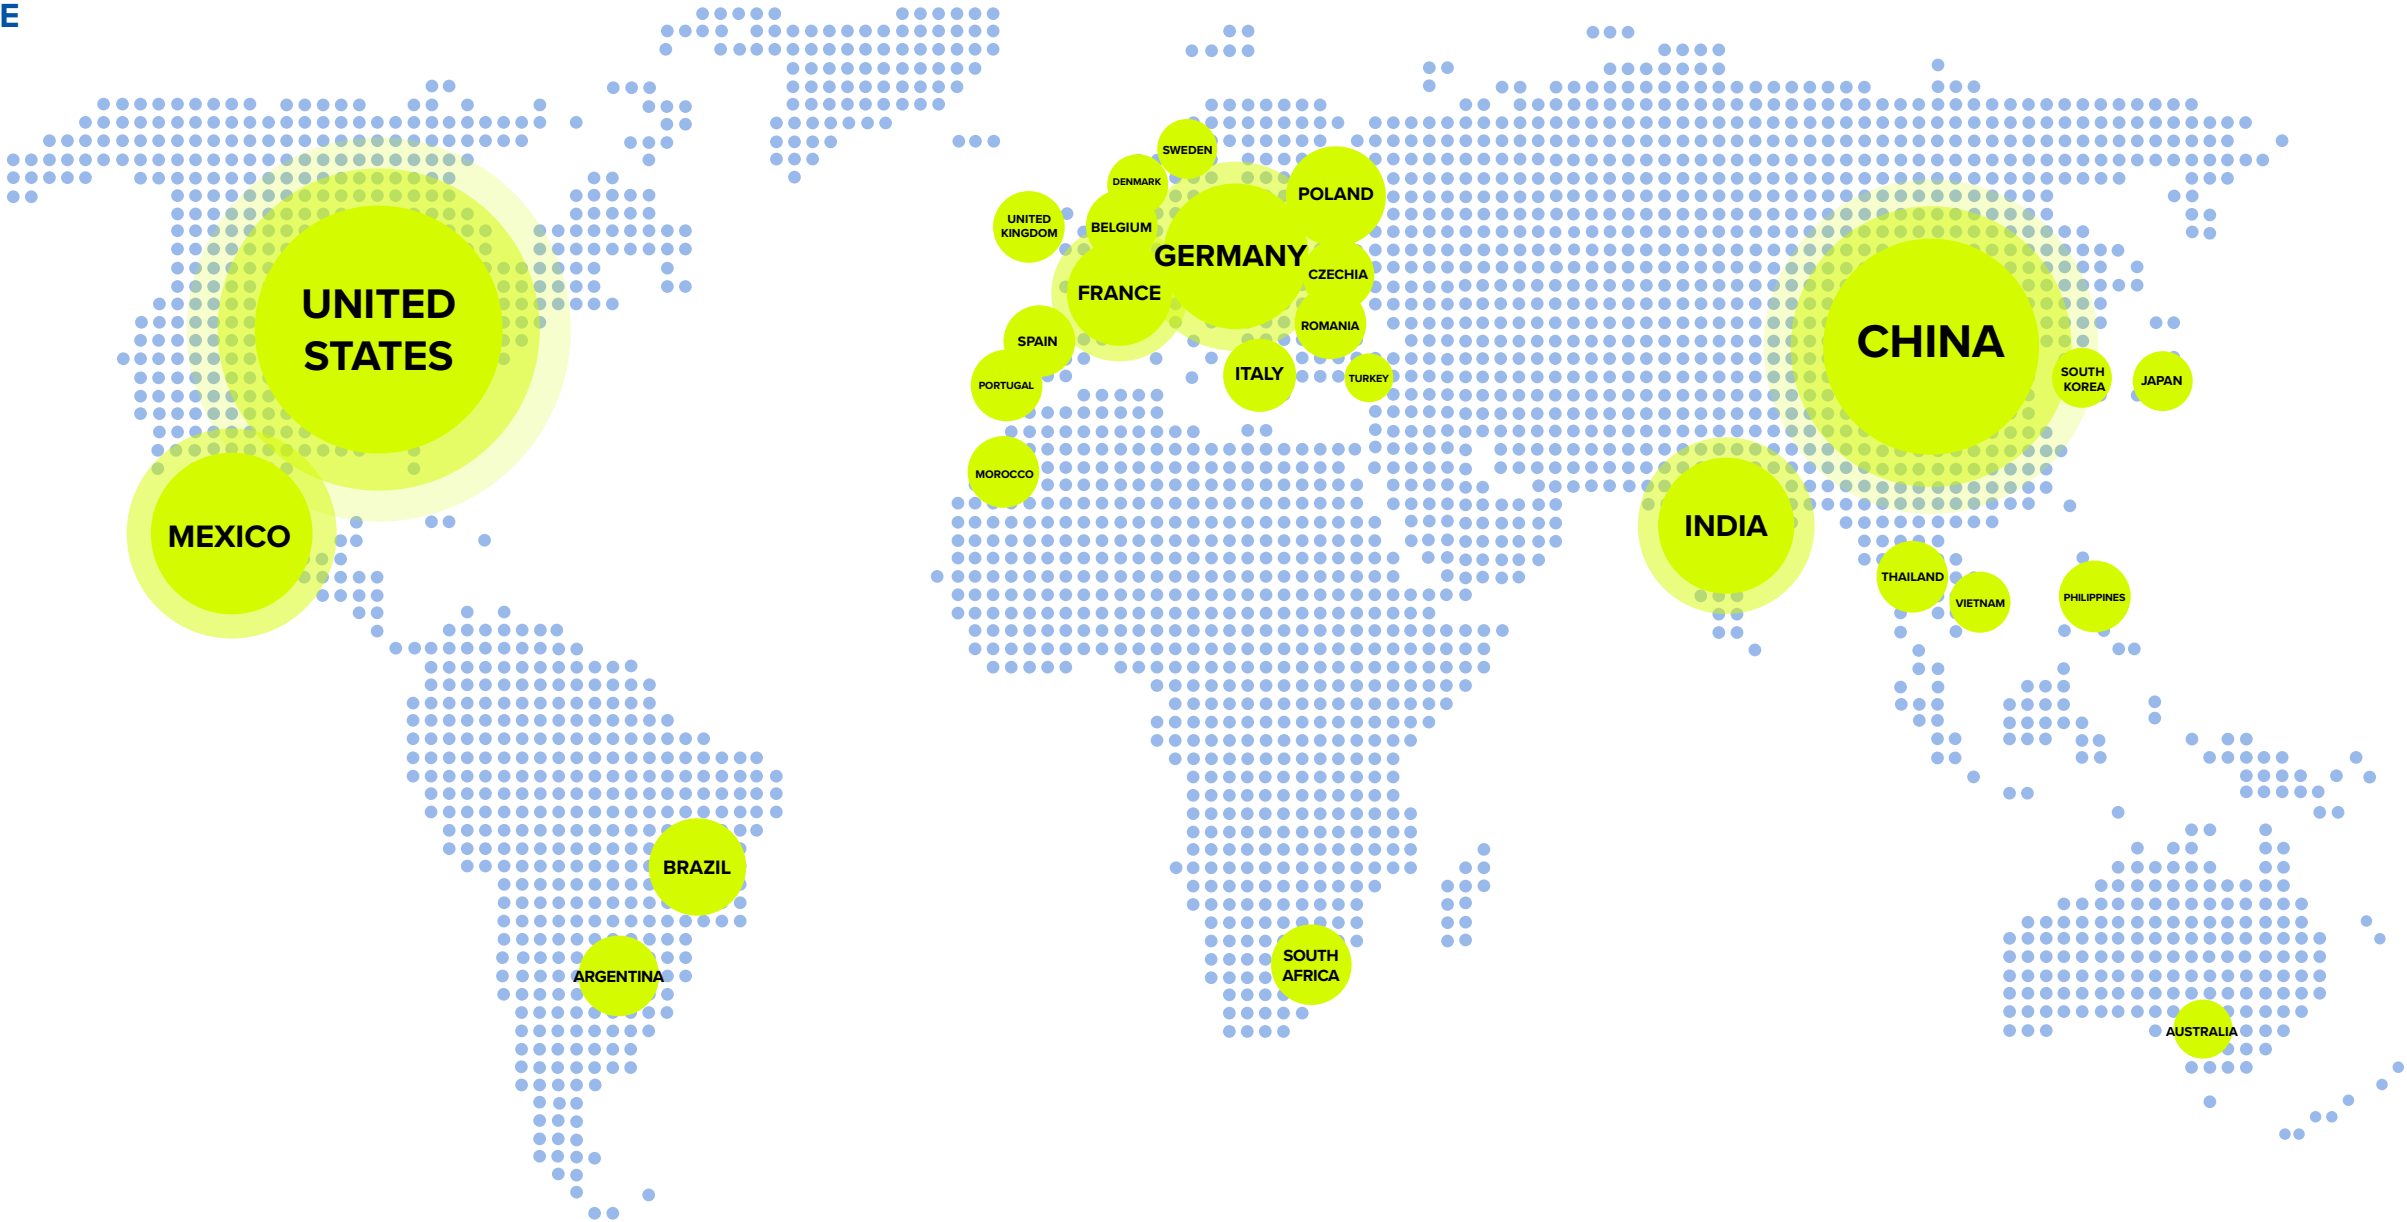 E
SWEDEN
DENMARK
POLAND
UNITED
KINGDOM
BELGIUM
GERMANY
CZECHIA
FRANCE
UNITED
STATES
ROMANIA
SPAIN
CHINA
ITALY
TURKEY
PORTUGAL
SOUTH
KOREA
JAPAN
MOROCCO
MEXICO
INDIA
THAILAND
VIETNAM
PHILIPPINES
BRAZIL
ARGENTINA
SOUTH
AFRICA
AUSTRALIA